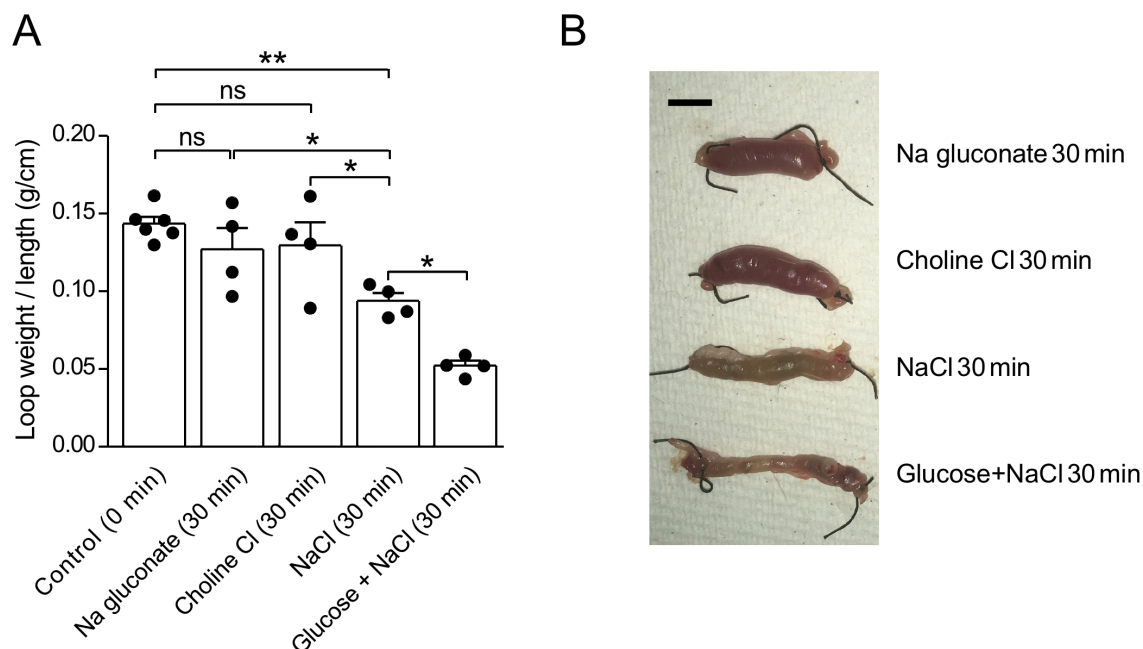 A
B
**
ns
ns
*
*
*
0.20
0.15
0.10
0.05
0.00
Loop weight / length (g/cm)
Control (0 min)
Na gluconate (30 min)
Choline Cl (30 min)
NaCl (30 min)
Glucose + NaCl (30 min)
Na gluconate 30 min
Choline Cl 30 min
NaCl 30 min
Glucose+NaCl 30 min